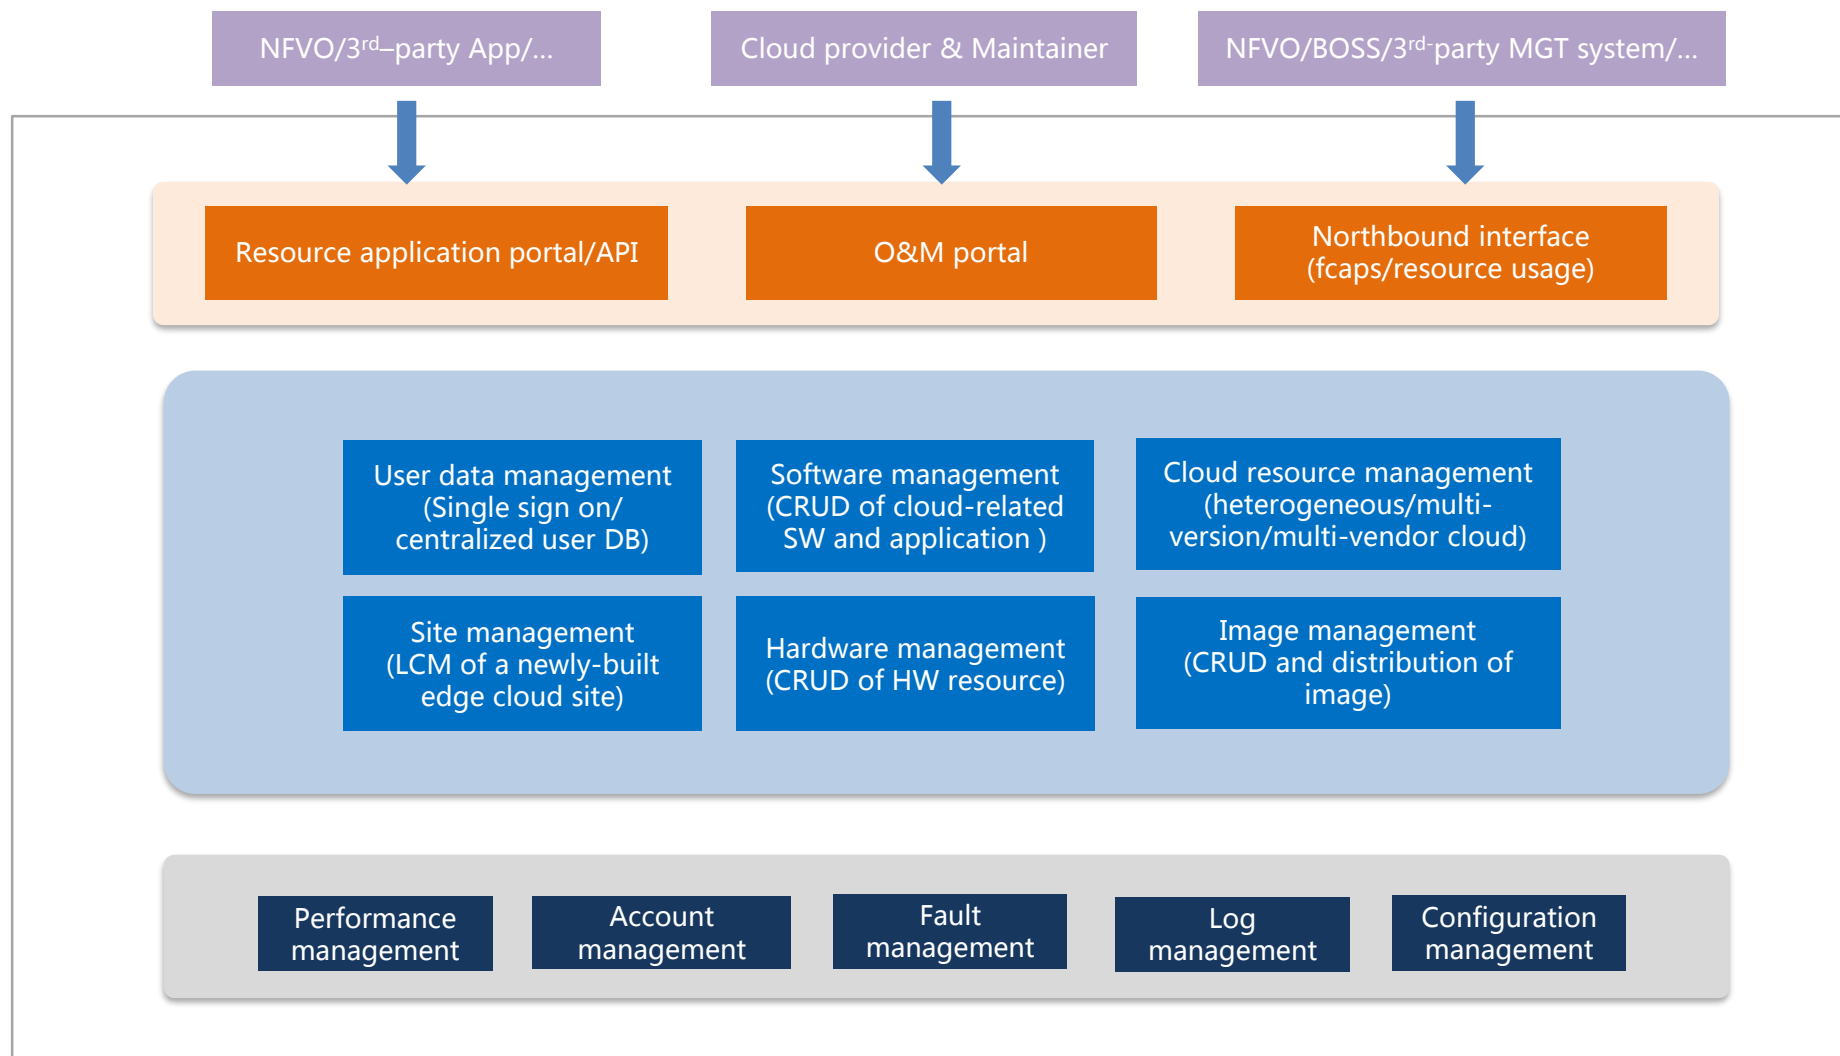 NFVO/3rd–party App/...
Cloud provider & Maintainer
NFVO/BOSS/3rd-party MGT system/...
Resource application portal/API
O&M portal
Northbound interface
(fcaps/resource usage)
User data management
(Single sign on/
centralized user DB)
Software management
(CRUD of cloud-related
SW and application )
Cloud resource management
(heterogeneous/multi-
version/multi-vendor cloud)
Site management
(LCM of a newly-built
edge cloud site)
Hardware management
(CRUD of HW resource)
Image management
(CRUD and distribution of
image)
Performance
management
Account
management
Fault
management
Log
management
Configuration
management